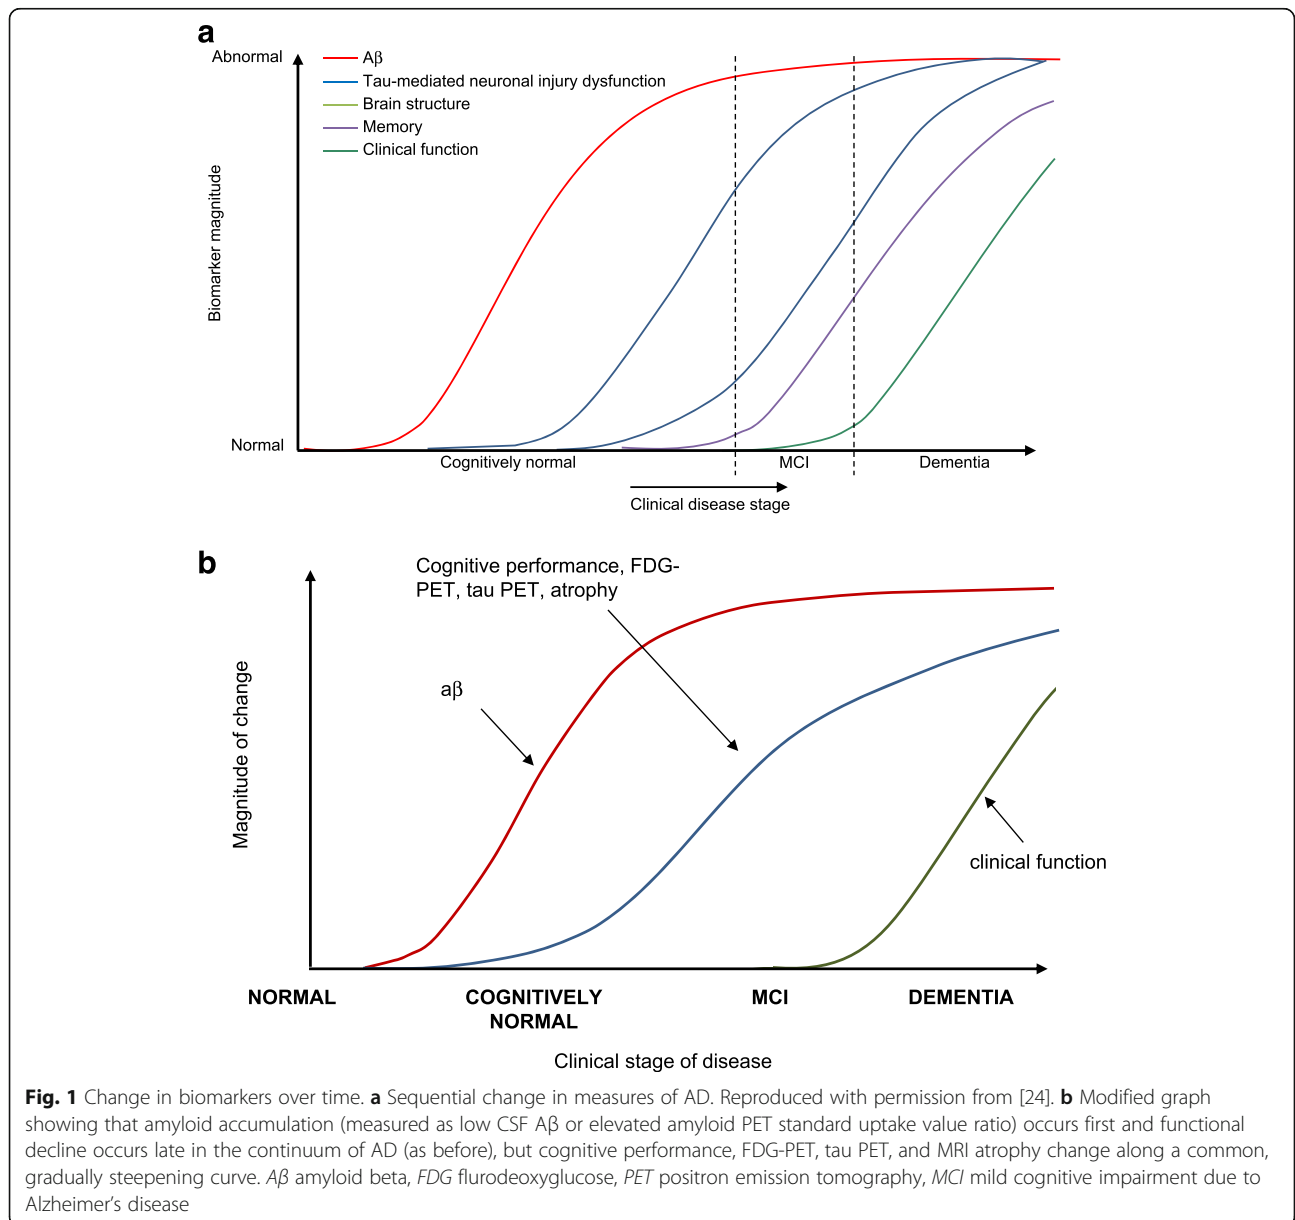 a
Abnormal
Aβ
Tau-mediated neuronal injury dysfunction
Brain structure
Memory
Clinical function
Biomarker magnitude
Normal
Cognitively normal
MCI
Dementia
Clinical disease stage
b
Cognitive performance, FDG-
PET, tau PET, atrophy
aβ
Magnitude of change
clinical function
NORMAL
COGNITIVELY
NORMAL
MCI
DEMENTIA
Clinical stage of disease
Fig. 1 Change in biomarkers over time. a Sequential change in measures of AD. Reproduced with permission from [24]. b Modified graph
showing that amyloid accumulation (measured as low CSF Aβ or elevated amyloid PET standard uptake value ratio) occurs first and functional
decline occurs late in the continuum of AD (as before), but cognitive performance, FDG-PET, tau PET, and MRI atrophy change along a common,
gradually steepening curve. Aβ amyloid beta, FDG flurodeoxyglucose, PET positron emission tomography, MCI mild cognitive impairment due to
Alzheimer's disease